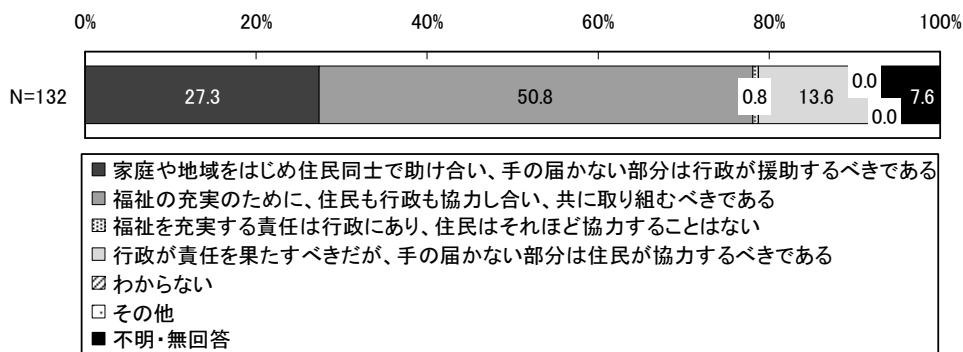 0% 20% 40% 60% 80% 100%
N=132 27.3 50.8 0.8 13.6 0.0 0.0 7.6
家庭や地域をはじめ住民同士で助け合い、手の届かない部分は行政が援助するべきである
福祉の充実のために、住民も行政も協力し合い、共に取り組むべきである
福祉を充実する責任は行政にあり、住民はそれほど協力することはない
行政が責任を果たすべきだが、手の届かない部分は住民が協力するべきである
わからない
その他
不明・無回答